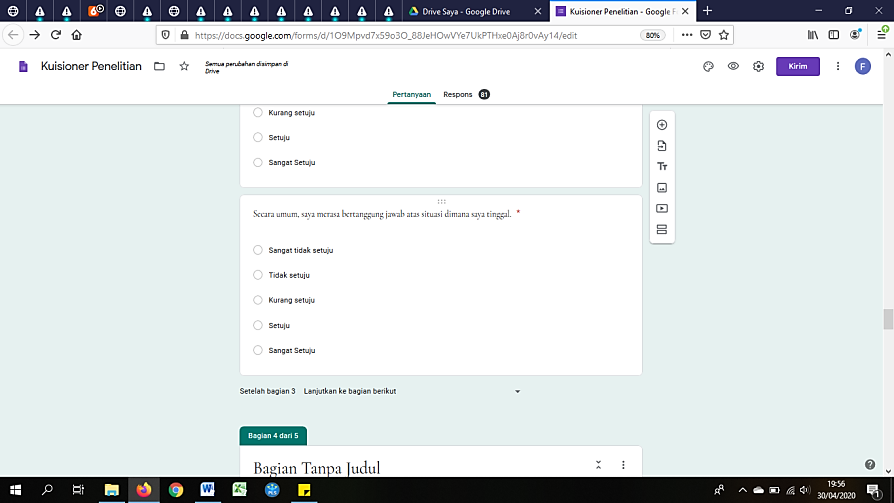 Drive Saya - Google Drive
Kuisioner Penelitian - Google F
https://docs.google.com/forms/d/1O9Mpvd7x59o3O_88JeHOwVYe7UkPTHxe0Aj8r0vAy14/edit
80%
Kuisioner Penelitian
Semua perubahan disimpan di
Drive
Kirim
F
Pertanyaan Respons 81
Kurang setuju
Setuju
Sangat Setuju
Secara umum, saya merasa bertanggung jawab atas situasi dimana saya tinggal. *
Sangat tidak setuju
Tidak setuju
Kurang setuju
Setuju
Sangat Setuju
Setelah bagian 3 Lanjutkan ke bagian berikut
Bagian 4 dari 5
Bagian Tanpa Judul
19:56
30/04/2020